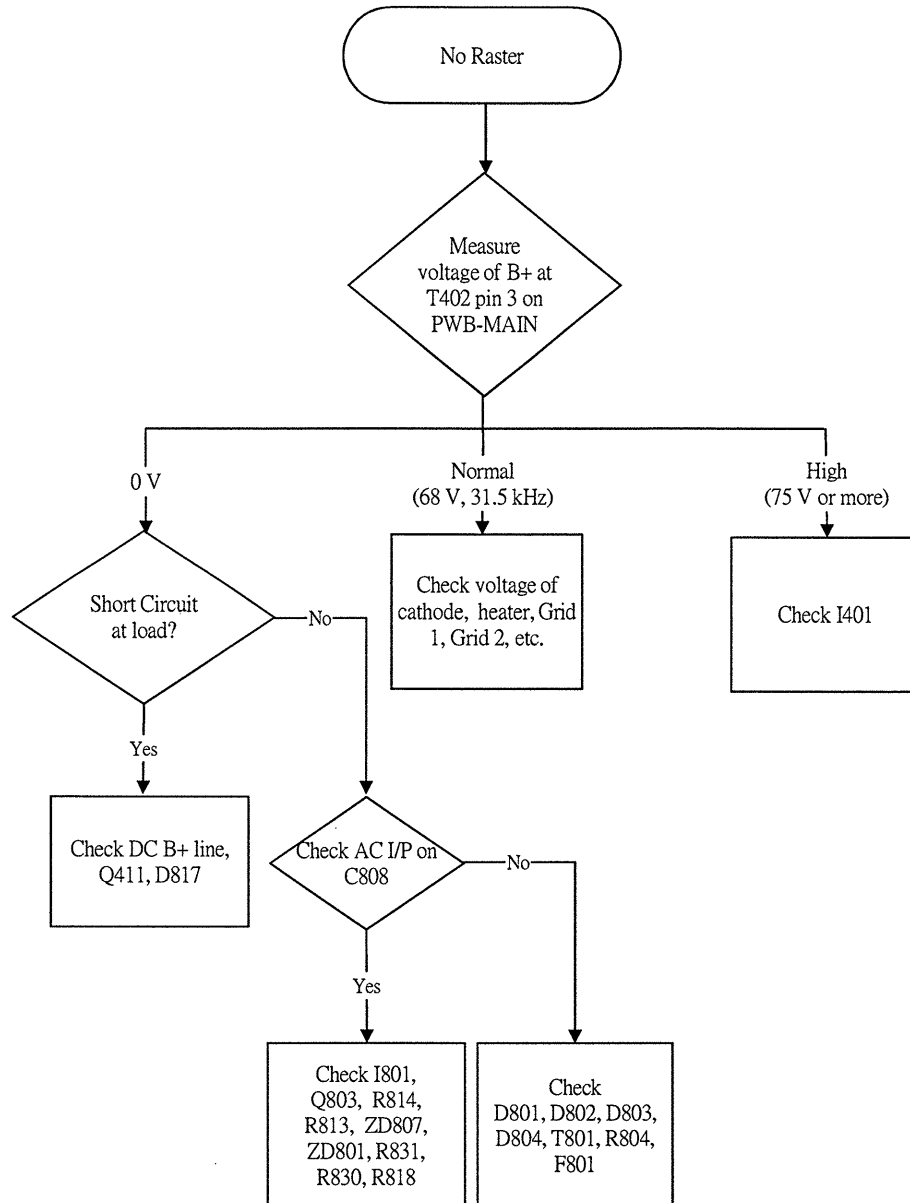 No Raster
Measure
voltage of B+ at
T402 pin 3 on
PWB-MAIN
0 V
Normal
(68 V, 31.5 kHz)
High
(75 V or more)
Short Circuit
at load?
No
Check voltage of
cathode, heater, Grid
1, Grid 2, etc.
Check I401
Yes
Check DC B+ line,
Q411, D817
Check AC I/P on
C808
No
Yes
Check I801,
Q803, R814,
R813, ZD807,
ZD801, R831,
R830, R818
Check
D801, D802, D803,
D804, T801, R804,
F801